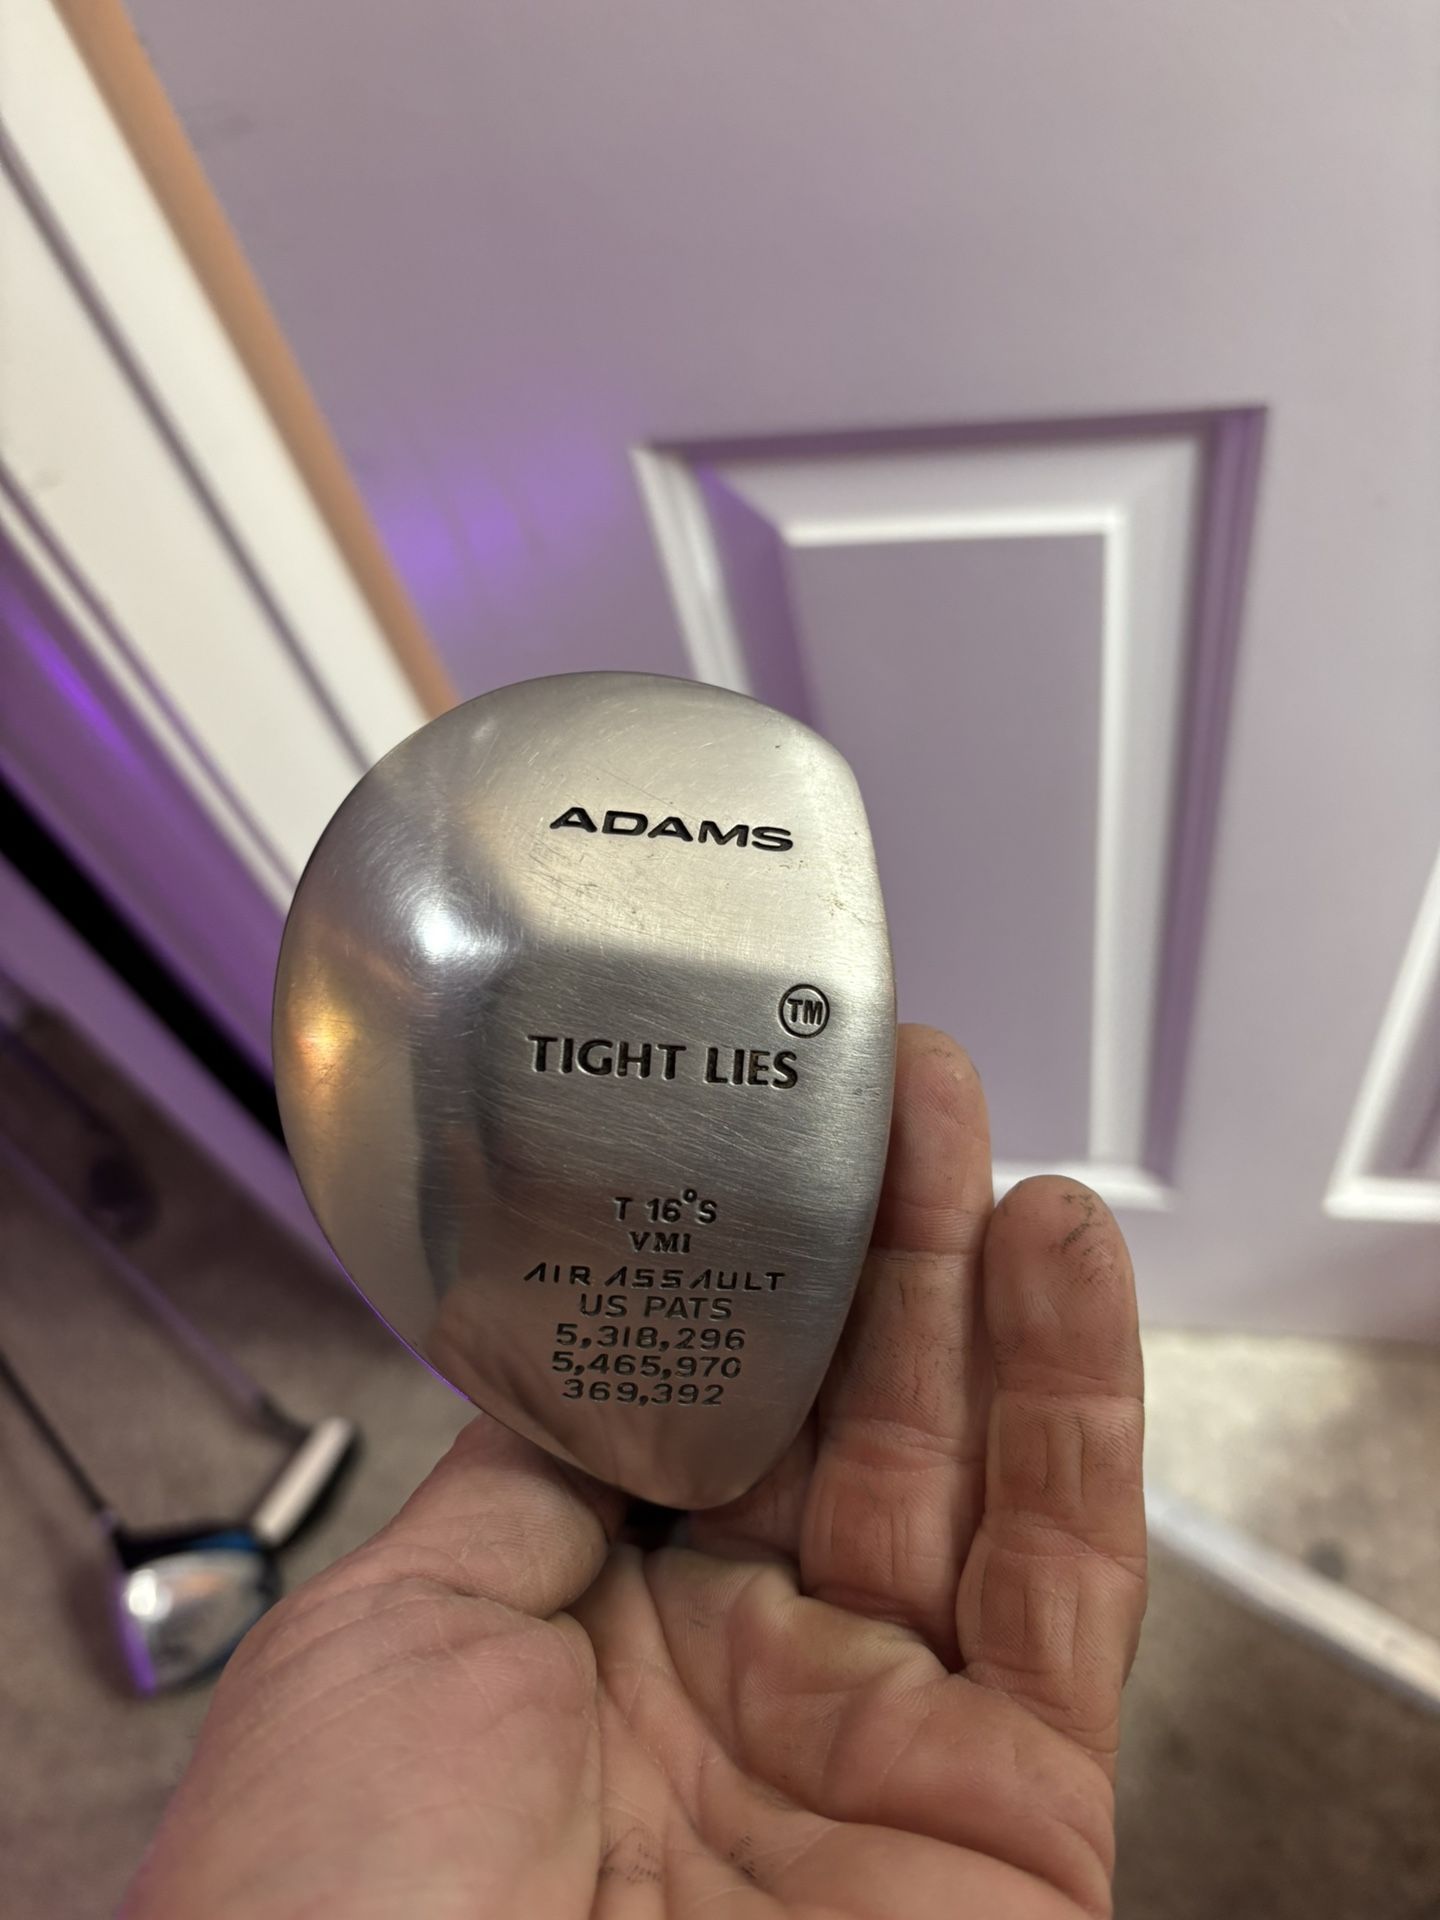 ADAMS
TM
TIGHT LIES
T 16°S
VMI
AIR ASSAULT
US PATS
5,318,296
5,465,970
369,392